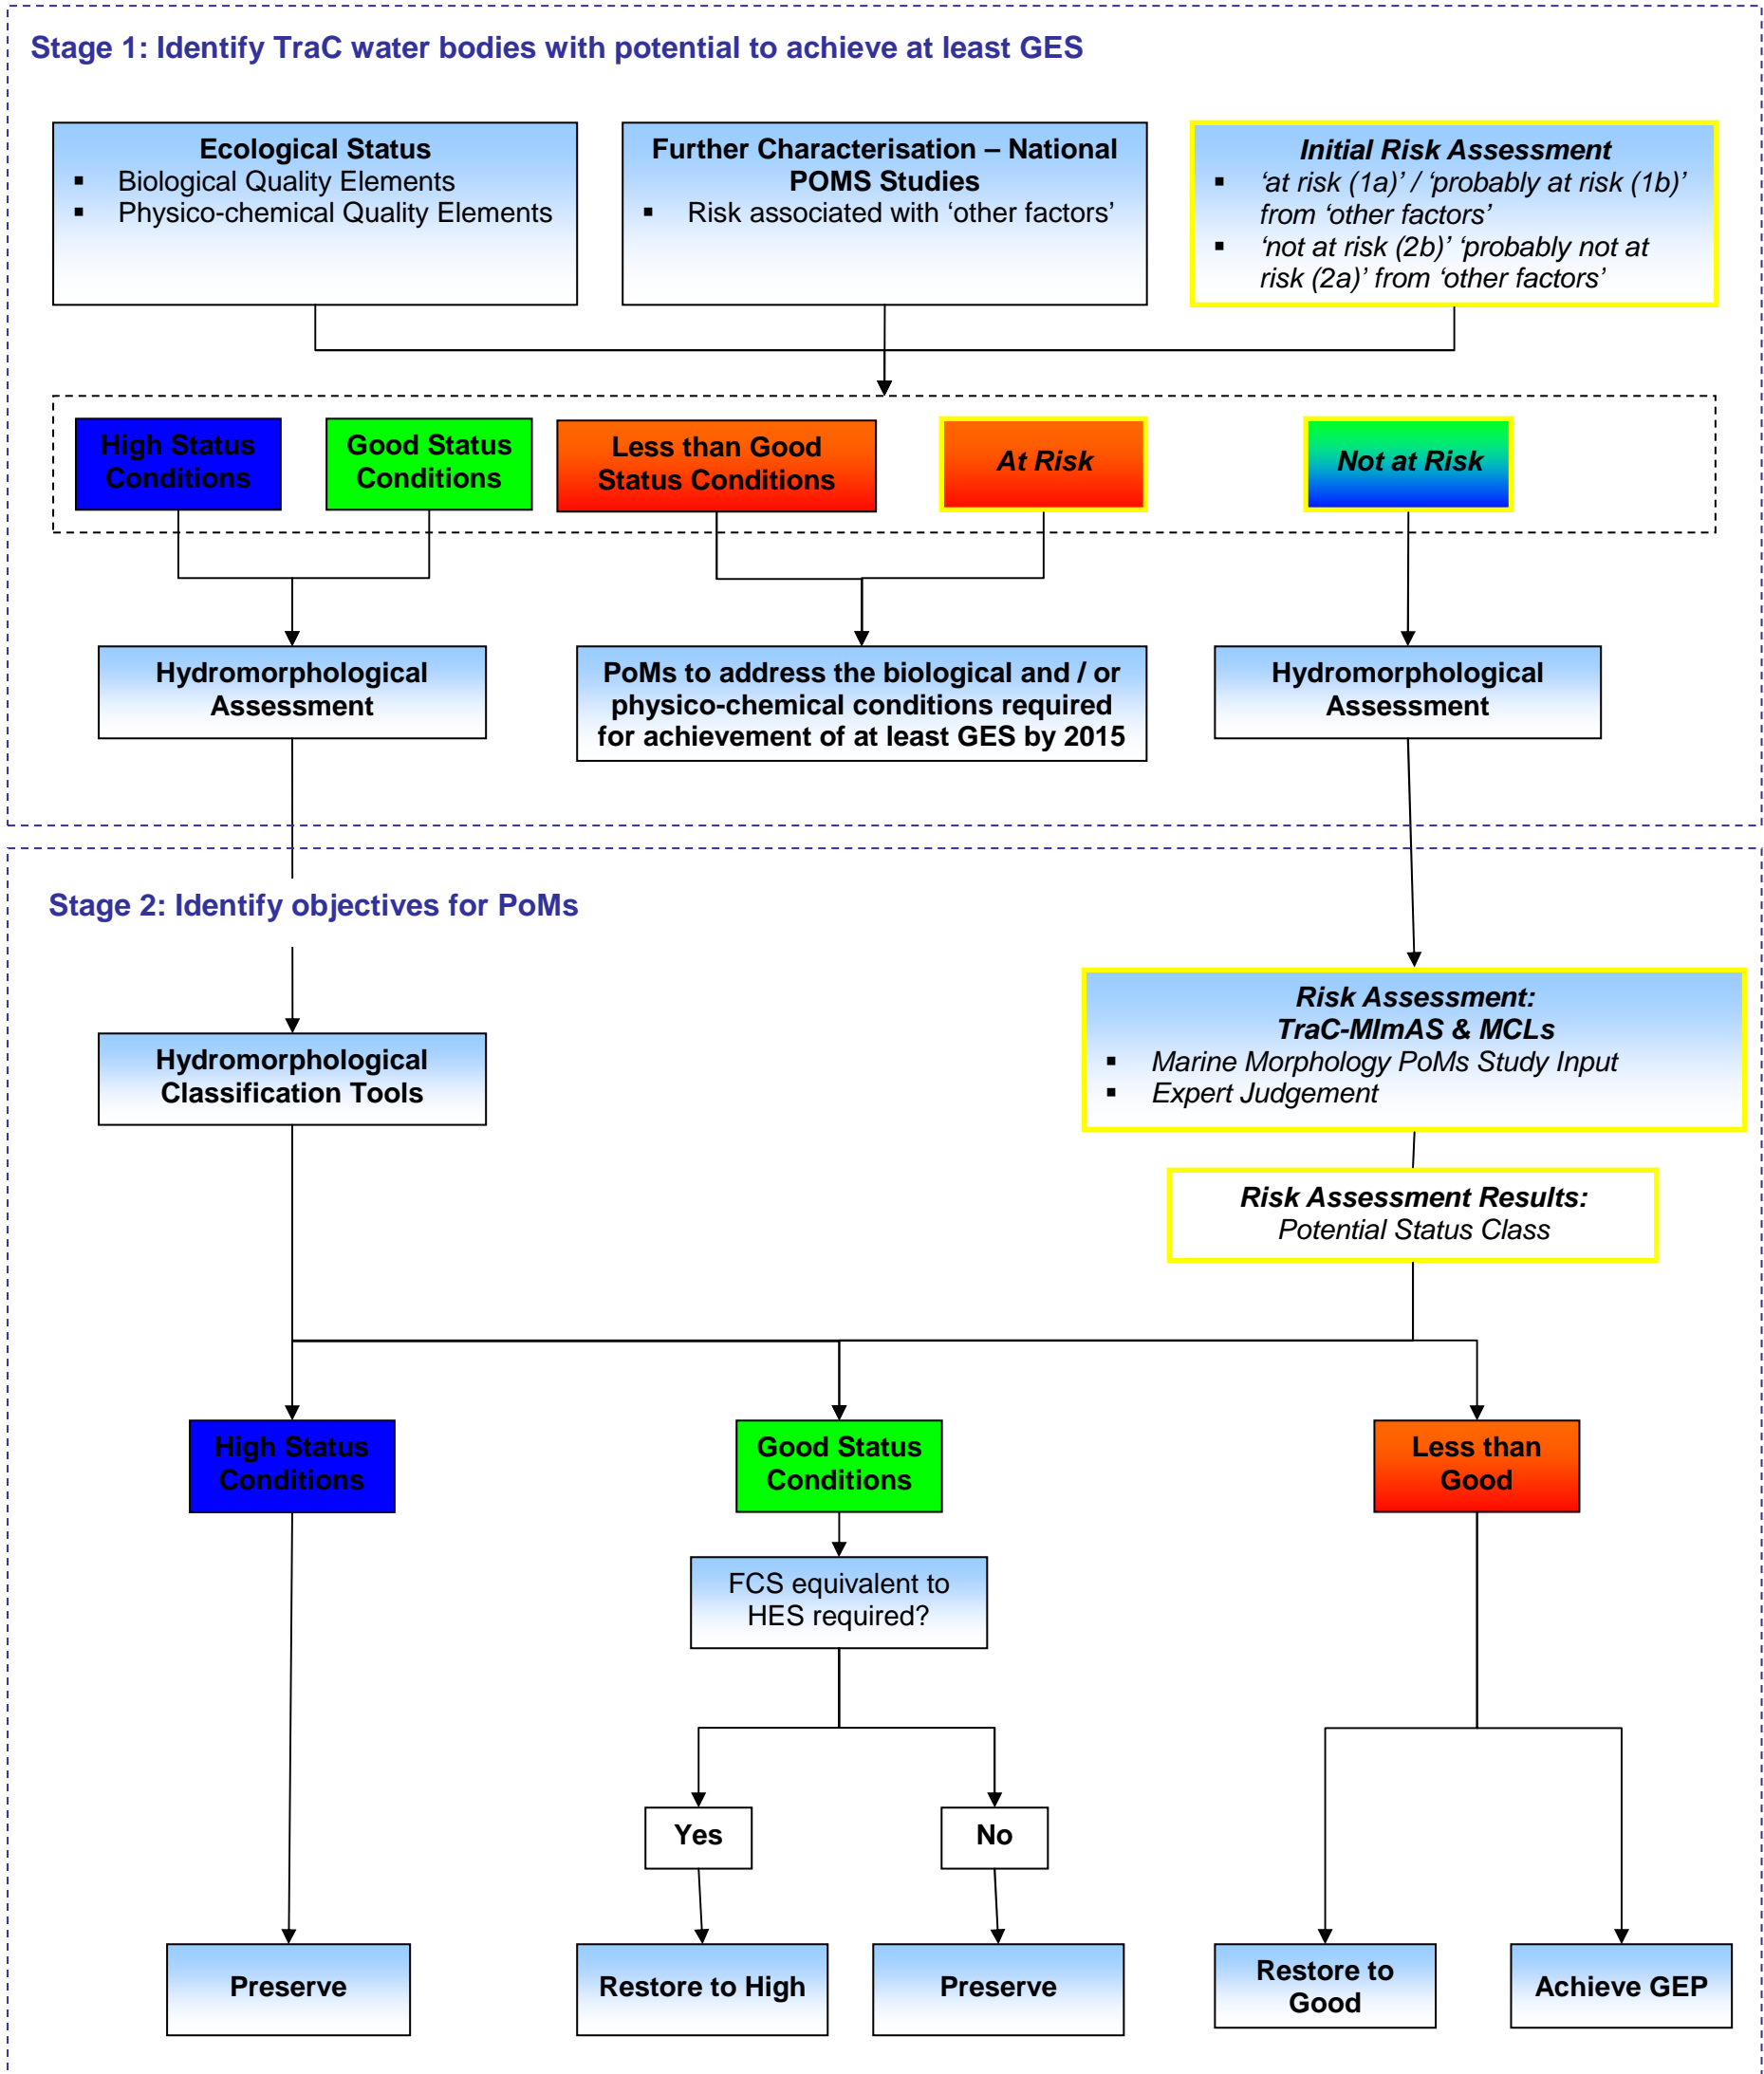 Stage 1: Identify TraC water bodies with potential to achieve at least GES
Ecological Status
▪ Biological Quality Elements
▪ Physico-chemical Quality Elements
Further Characterisation – National
POMS Studies
▪ Risk associated with ‘other factors’
Initial Risk Assessment
▪ ‘at risk (1a)’ / ‘probably at risk (1b)’
from ‘other factors’
▪ ‘not at risk (2b)’ ‘probably not at
risk (2a)’ from ‘other factors’
High Status
Conditions
Good Status
Conditions
Less than Good
Status Conditions
At Risk
Not at Risk
Hydromorphological
Assessment
PoMs to address the biological and / or
physico-chemical conditions required
for achievement of at least GES by 2015
Hydromorphological
Assessment
Stage 2: Identify objectives for PoMs
Hydromorphological
Classification Tools
Risk Assessment:
TraC-MImAS & MCLs
▪ Marine Morphology PoMs Study Input
▪ Expert Judgement
Risk Assessment Results:
Potential Status Class
High Status
Conditions
Good Status
Conditions
Less than
Good
FCS equivalent to
HES required?
Yes
No
Preserve
Restore to High
Preserve
Restore to
Good
Achieve GEP